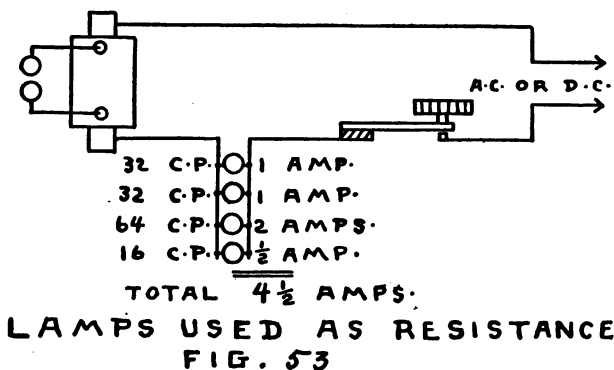 A.C. OR D.C.
32 C.P. 1 AMP.
32 C.P. 1 AMP.
64 C.P. 2 AMPS.
16 C.P. ½ AMP.
TOTAL 4½ AMPS.
LAMPS USED AS RESISTANCE
FIG. 53